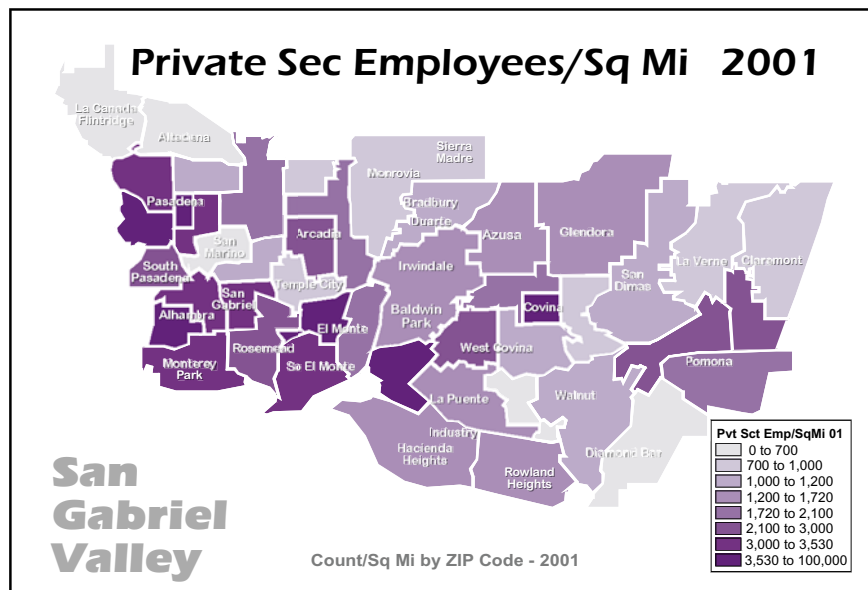 Private Sec Employees/Sq Mi 2001
La Canada
Flintridge
Altadena
Sierra
Madre
Monrovia
Pasadena
Bradbury
Duarte
Arcadia
Azusa
Glendora
San
Marino
La Verne
Claremont
South
Pasadena
Irwindale
San
Dimas
Temple City
San
Gabriel
Baldwin
Park
Covina
Alhambra
El Monte
Rosemead
West Covina
Monterey
Park
So El Monte
Pomona
La Puente
Walnut
Industry
Hacienda
Heights
Diamond Bar
Rowland
Heights
Pvt Sct Emp/SqMi 01
0 to 700
700 to 1,000
1,000 to 1,200
1,200 to 1,720
1,720 to 2,100
2,100 to 3,000
3,000 to 3,530
3,530 to 100,000
San
Gabriel
Valley
Count/Sq Mi by ZIP Code - 2001